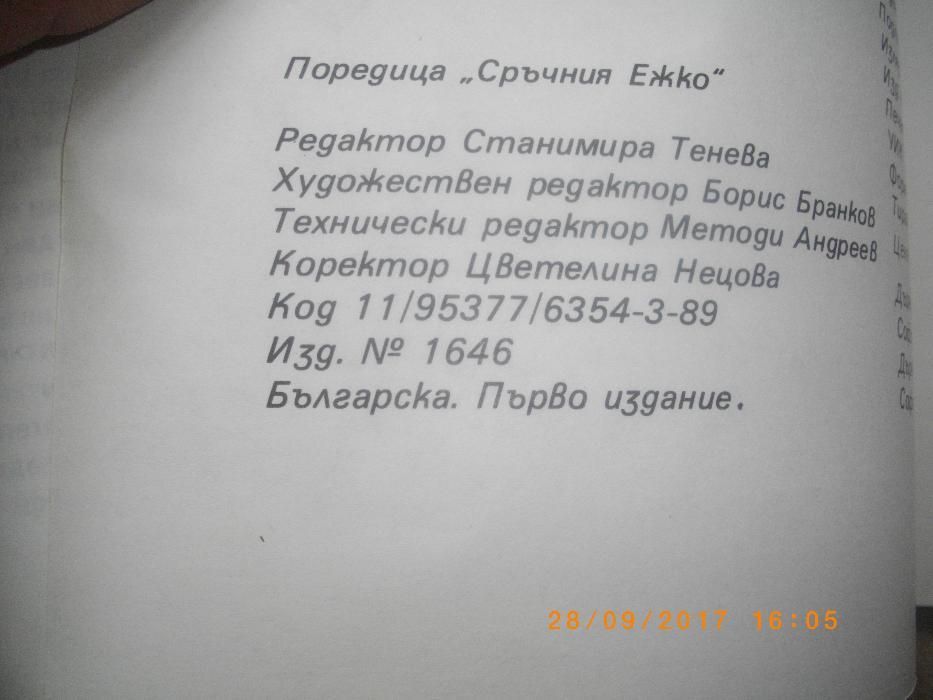 Поредица „Сръчния Ежко“
Редактор Станимира Тенева
Художествен редактор Борис Бранков
Технически редактор Методи Андреев
Коректор Цветелина Нецова
Код 11/95377/6354-3-89
Изд. № 1646
Българска. Първо издание.
28/09/2017 16:05